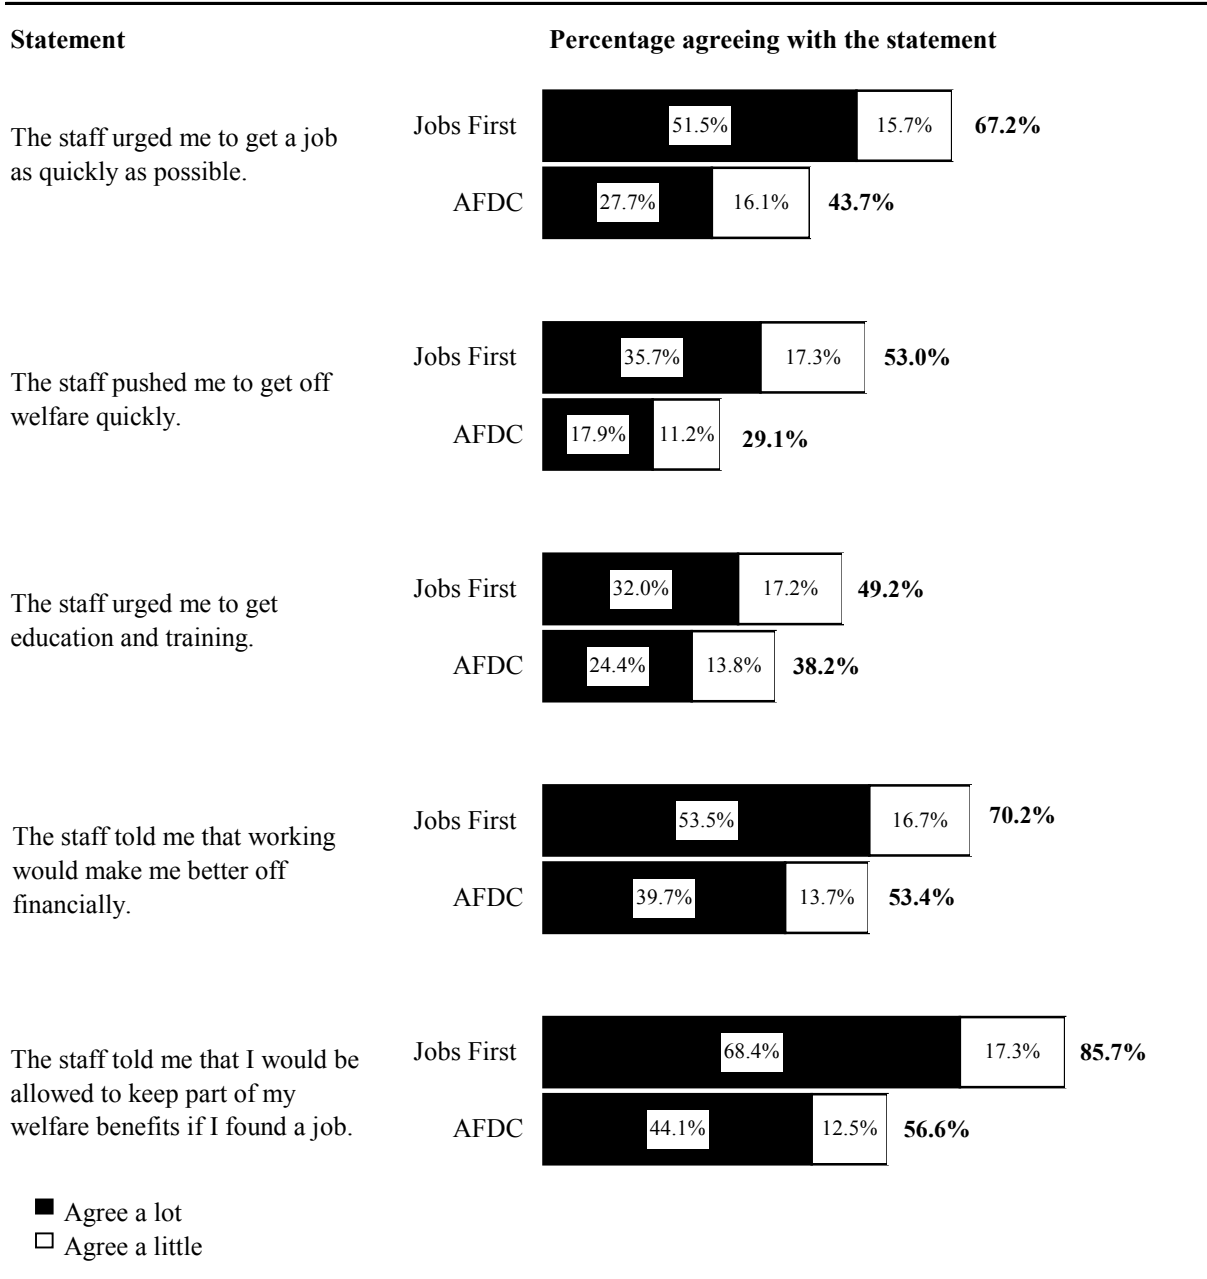 Statement Percentage agreeing with the statement
The staff urged me to get a job
as quickly as possible.
Jobs First 51.5% 15.7% 67.2%
AFDC 27.7% 16.1% 43.7%
The staff pushed me to get off
welfare quickly.
Jobs First 35.7% 17.3% 53.0%
AFDC 17.9% 11.2% 29.1%
The staff urged me to get
education and training.
Jobs First 32.0% 17.2% 49.2%
AFDC 24.4% 13.8% 38.2%
The staff told me that working
would make me better off
financially.
Jobs First 53.5% 16.7% 70.2%
AFDC 39.7% 13.7% 53.4%
The staff told me that I would be
allowed to keep part of my
welfare benefits if I found a job.
Jobs First 68.4% 17.3% 85.7%
AFDC 44.1% 12.5% 56.6%
Agree a lot
Agree a little